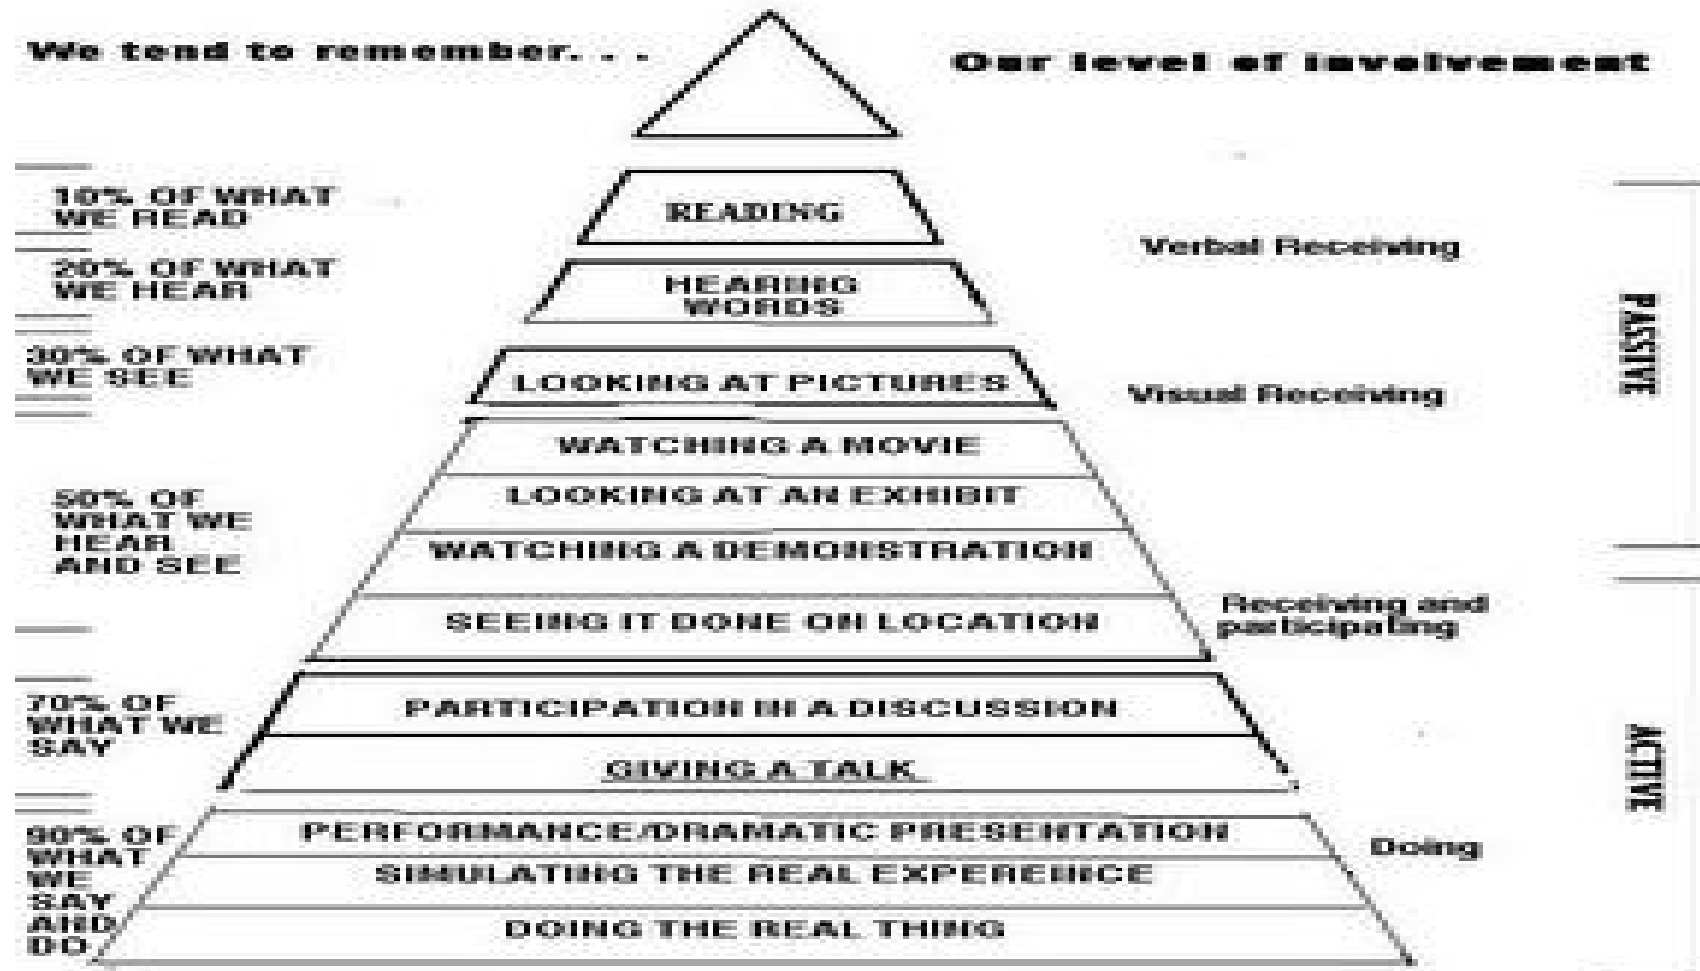 We tend to remember. . .
Our level of involvement
10% OF WHAT
WE READ
READING
Verbal Receiving
20% OF WHAT
WE HEAR
HEARING
WORDS
30% OF WHAT
WE SEE
LOOKING AT PICTURES
Visual Receiving
PASSIVE
50% OF
WHAT WE
HEAR
AND SEE
WATCHING A MOVIE
LOOKING AT AN EXHIBIT
WATCHING A DEMONSTRATION
SEEING IT DONE ON LOCATION
Receiving and
participating
70% OF
WHAT WE
SAY
PARTICIPATION IN A DISCUSSION
GIVING A TALK
ACTIVE
90% OF
WHAT
WE
SAY
AND
DO
PERFORMANCE/DRAMATIC PRESENTATION
SIMULATING THE REAL EXPEREINCE
DOING THE REAL THING
Doing